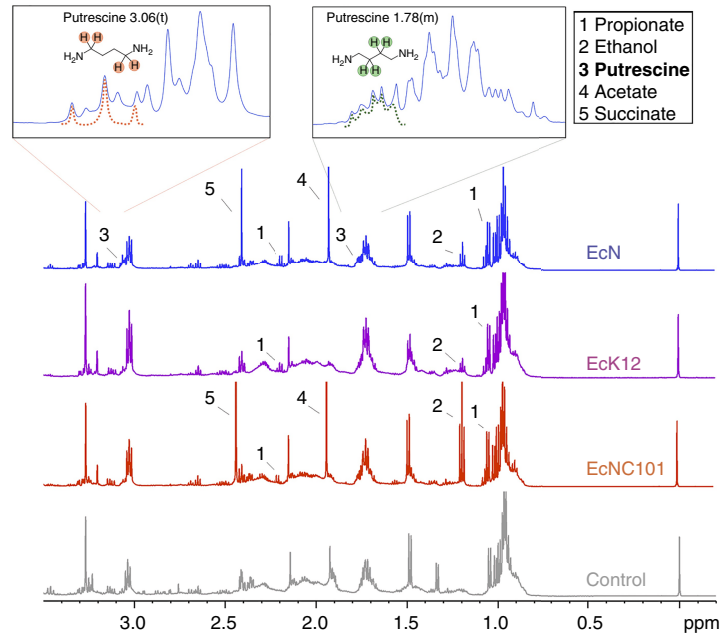 Putrescine 3.06(t)
H H
H₂N
NH₂
H H
Putrescine 1.78(m)
H H
H₂N
NH₂
H H
1 Propionate
2 Ethanol
3 Putrescine
4 Acetate
5 Succinate
5
4
1
3
1
3
2
EcN
1
1
2
EcK12
5
4
2
1
1
EcNC101
Control
3.0 2.5 2.0 1.5 1.0 0.5 ppm